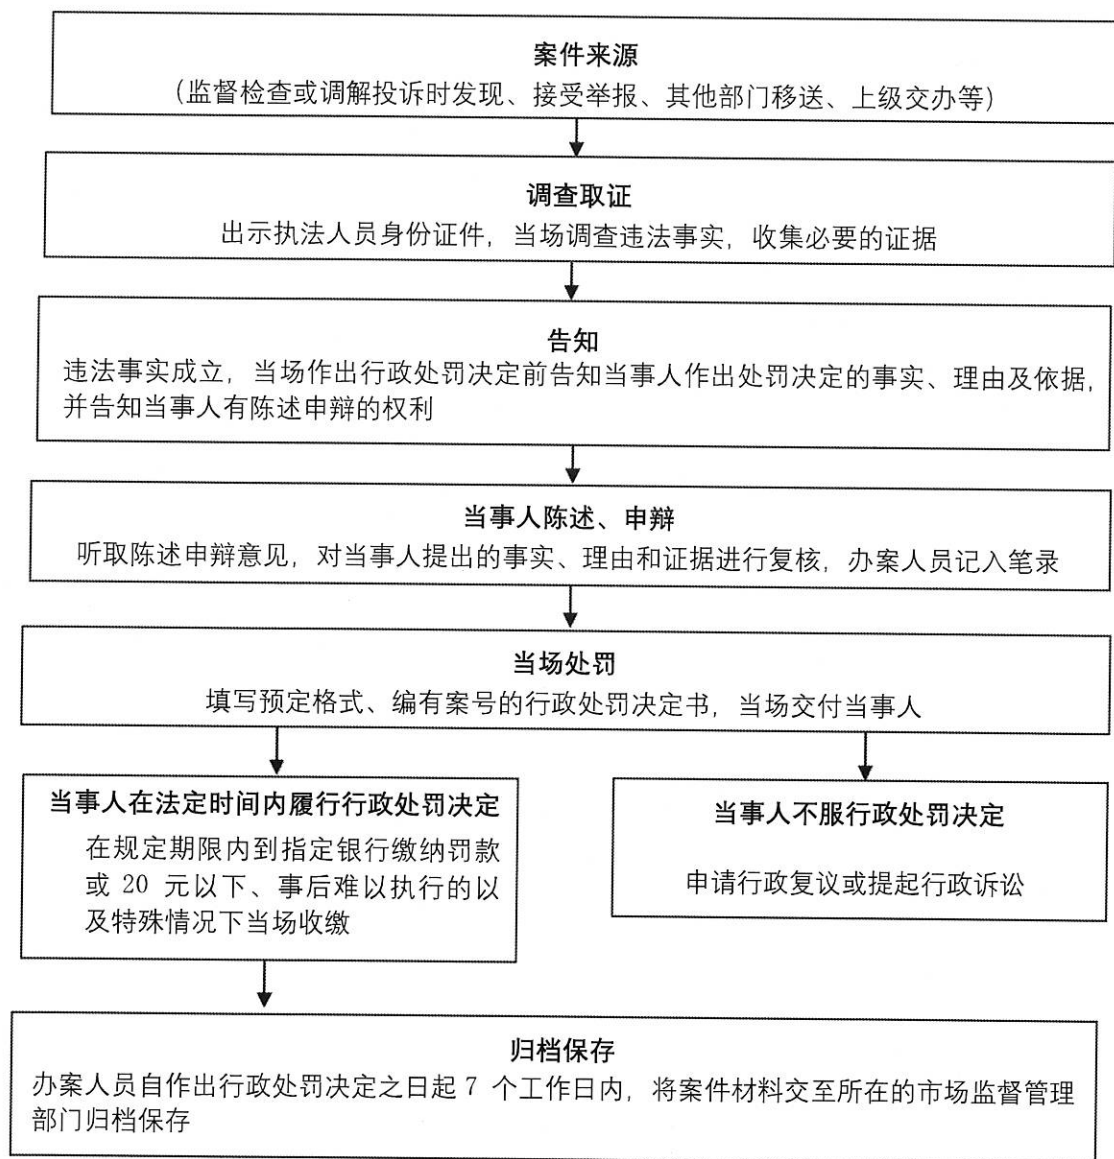 案件来源
(监督检查或调解投诉时发现、接受举报、其他部门移送、上级交办等)
调查取证
出示执法人员身份证件，当场调查违法事实，收集必要的证据
告知
违法事实成立，当场作出行政处罚决定前告知当事人作出处罚决定的事实、理由及依据，
并告知当事人有陈述申辩的权利
当事人陈述、申辩
听取陈述申辩意见，对当事人提出的事实、理由和证据进行复核，办案人员记入笔录
当场处罚
填写预定格式、编有案号的行政处罚决定书，当场交付当事人
当事人在法定时间内履行行政处罚决定
在规定期限内到指定银行缴纳罚款
或 20 元以下、事后难以执行的以
及特殊情况下当场收缴
当事人不服行政处罚决定
申请行政复议或提起行政诉讼
归档保存
办案人员自作出行政处罚决定之日起 7 个工作日内，将案件材料交至所在的市场监督管理
部门归档保存